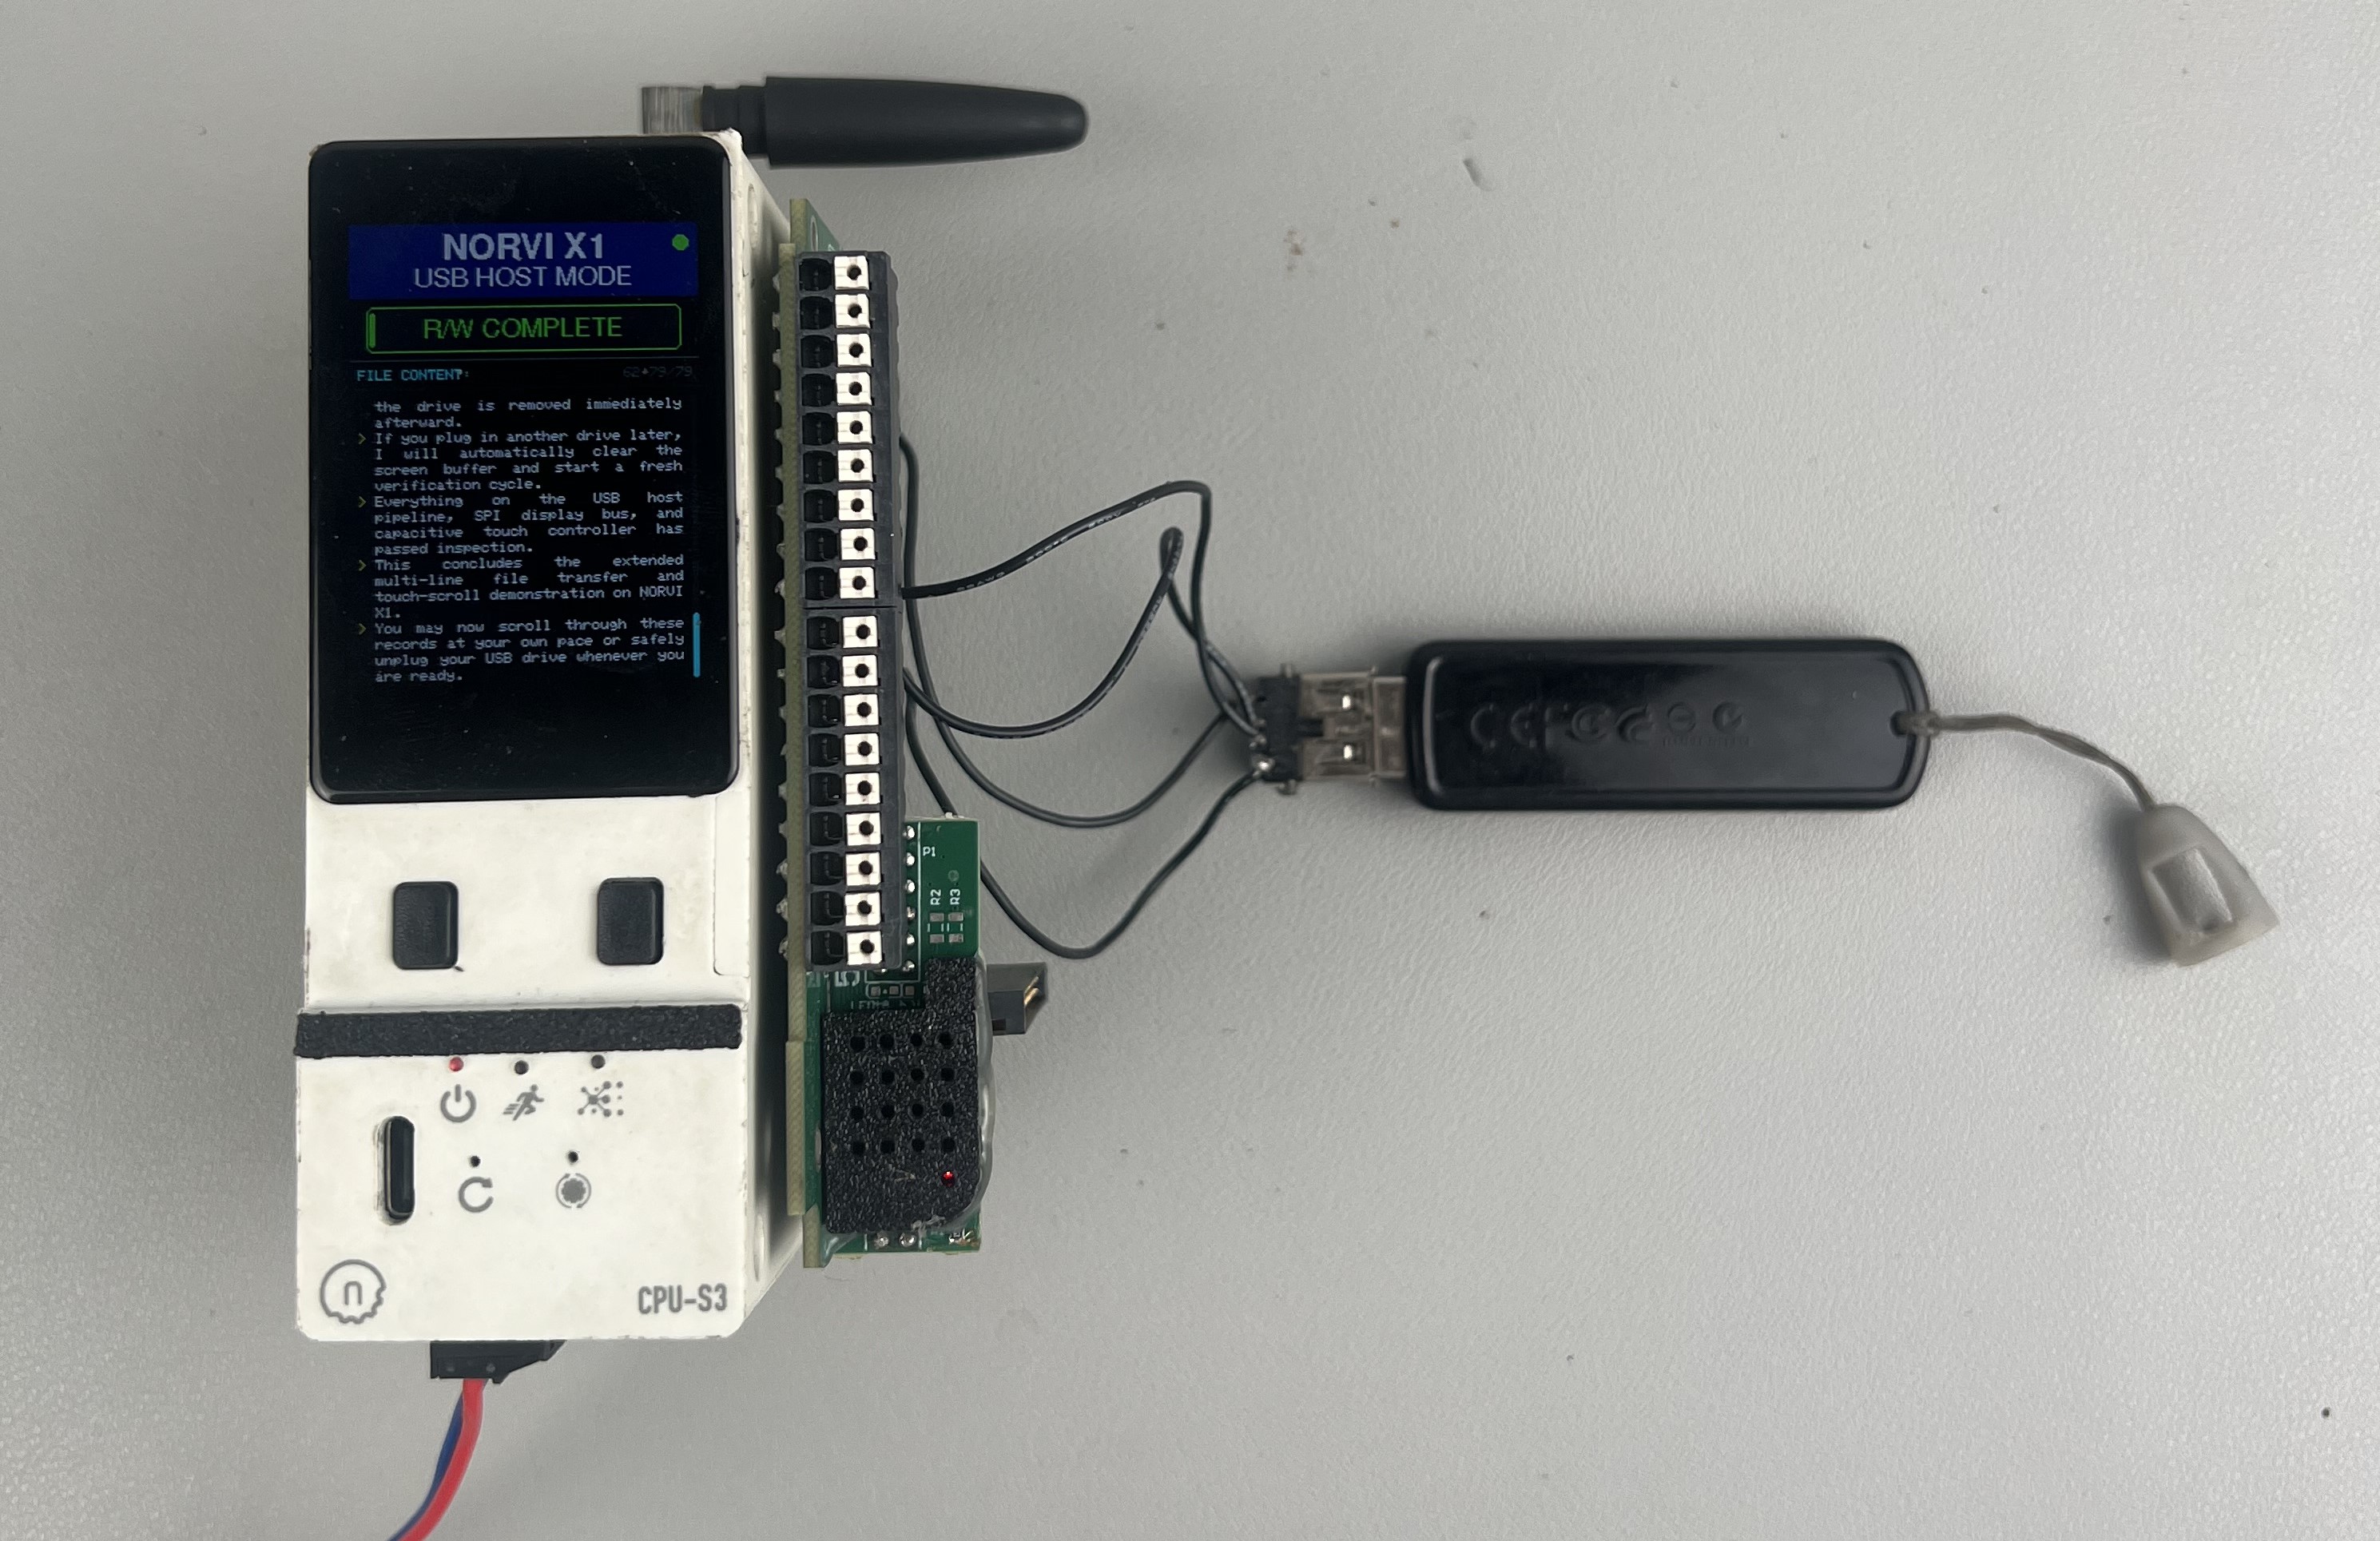 NORVI X1
USB HOST MODE
R/W COMPLETE
FILE CONTENT:
the drive is removed immediately
afterward.
> If you plug in another drive later,
I will automatically clear the
screen buffer and start a fresh
verification cycle.
> Everything on the USB host
pipeline, SPI display bus, and
capacitive touch controller has
passed inspection.
> This concludes the extended
multi-line file transfer and
touch-scroll demonstration on NORVI
X1.
> You may now scroll through these
records at your own pace or safely
unplug your USB drive whenever you
are ready.
P1
R2
R3
n
CPU-S3